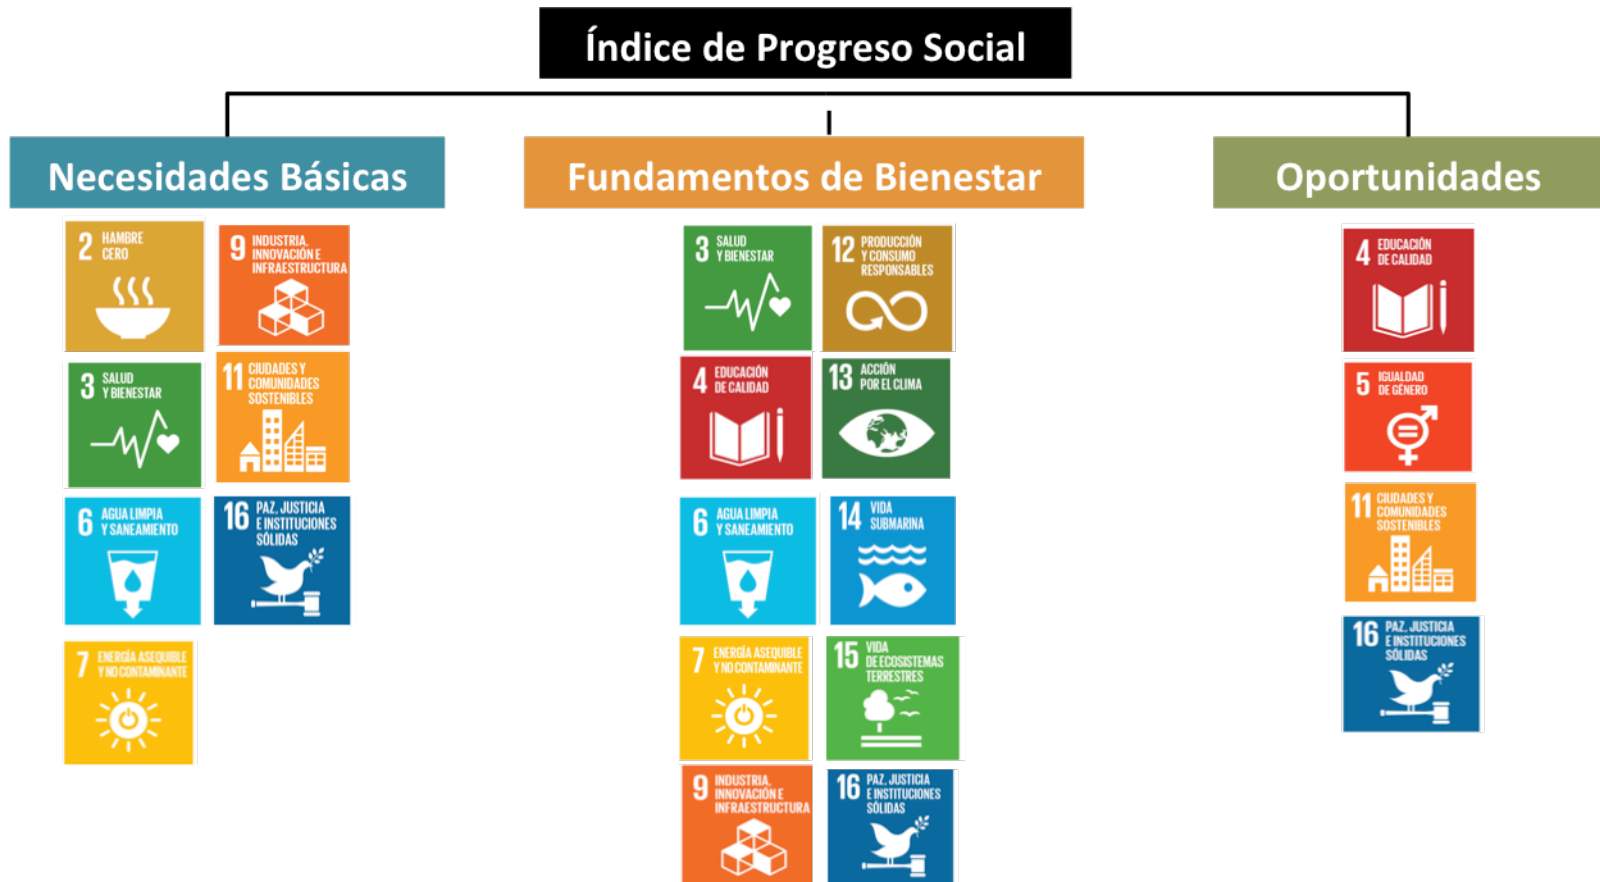 Índice de Progreso Social
Necesidades Básicas
2 HAMBRE
CERO
9 INDUSTRIA,
INNOVACIÓN E
INFRAESTRUCTURA
3 SALUD
Y BIENESTAR
11 CIUDADES Y
COMUNIDADES
SOSTENIBLES
6 AGUA LIMPIA
Y SANEAMIENTO
16 PAZ, JUSTICIA
E INSTITUCIONES
SÓLIDAS
7 ENERGÍA ASEQUIBLE
Y NO CONTAMINANTE
Fundamentos de Bienestar
3 SALUD
Y BIENESTAR
12 PRODUCCIÓN
Y CONSUMO
RESPONSABLES
4 EDUCACIÓN
DE CALIDAD
13 ACCIÓN
POR EL CLIMA
6 AGUA LIMPIA
Y SANEAMIENTO
14 VIDA
SUBMARINA
7 ENERGÍA ASEQUIBLE
Y NO CONTAMINANTE
15 VIDA
DE ECOSISTEMAS
TERRESTRES
9 INDUSTRIA,
INNOVACIÓN E
INFRAESTRUCTURA
16 PAZ, JUSTICIA
E INSTITUCIONES
SÓLIDAS
Oportunidades
4 EDUCACIÓN
DE CALIDAD
5 IGUALDAD
DE GÉNERO
11 CIUDADES Y
COMUNIDADES
SOSTENIBLES
16 PAZ, JUSTICIA
E INSTITUCIONES
SÓLIDAS